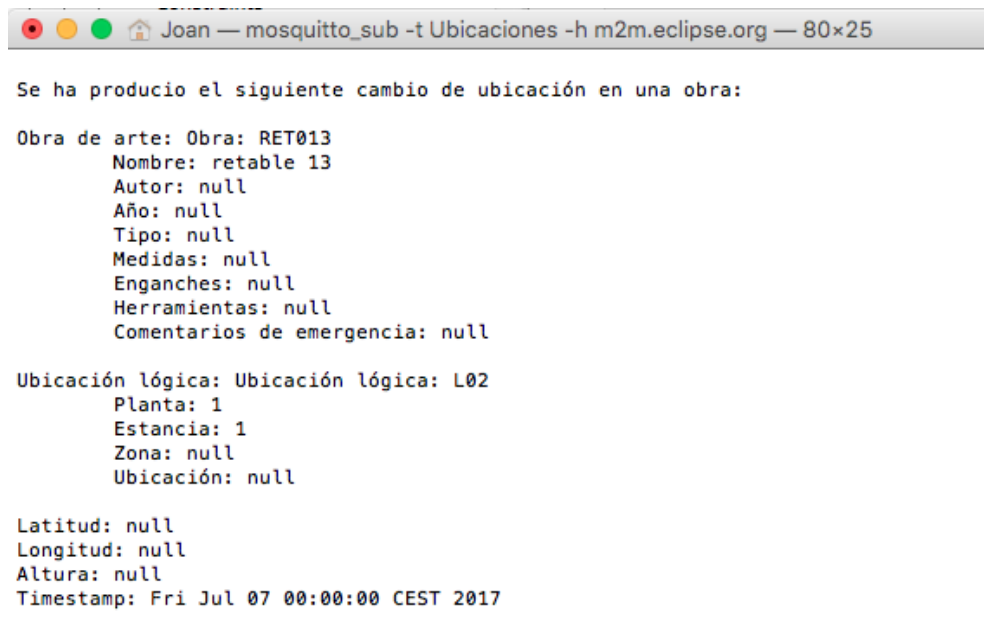 Joan — mosquitto_sub -t Ubicaciones -h m2m.eclipse.org — 80×25
Se ha producio el siguiente cambio de ubicación en una obra:
Obra de arte: Obra: RET013
Nombre: retable 13
Autor: null
Año: null
Tipo: null
Medidas: null
Enganches: null
Herramientas: null
Comentarios de emergencia: null
Ubicación lógica: Ubicación lógica: L02
Planta: 1
Estancia: 1
Zona: null
Ubicación: null
Latitud: null
Longitud: null
Altura: null
Timestamp: Fri Jul 07 00:00:00 CEST 2017